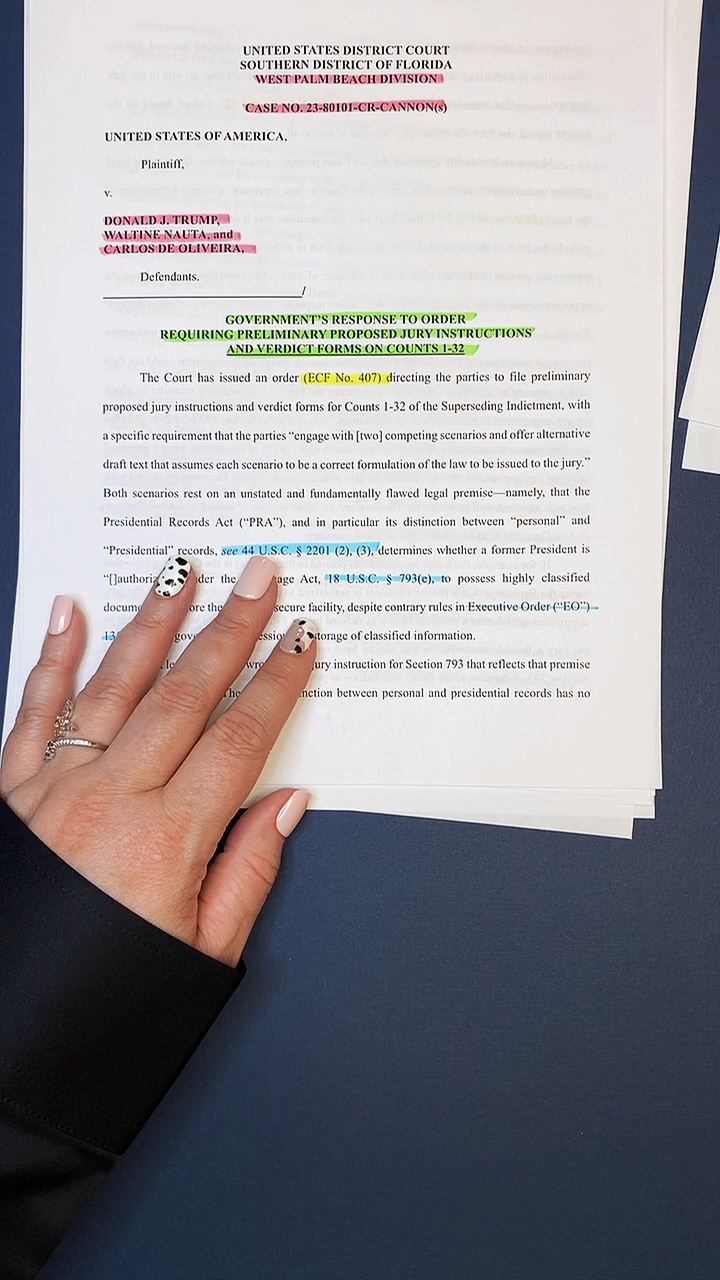 UNITED STATES DISTRICT COURT
SOUTHERN DISTRICT OF FLORIDA
WEST PALM BEACH DIVISION
CASE NO. 23-80101-CR-CANNON(s)
UNITED STATES OF AMERICA,
Plaintiff,
v.
DONALD J. TRUMP,
WALTINE NAUTA, and
CARLOS DE OLIVEIRA,
Defendants.
/
GOVERNMENT'S RESPONSE TO ORDER
REQUIRING PRELIMINARY PROPOSED JURY INSTRUCTIONS
AND VERDICT FORMS ON COUNTS 1-32
The Court has issued an order (ECF No. 407) directing the parties to file preliminary
proposed jury instructions and verdict forms for Counts 1-32 of the Superseding Indictment, with
a specific requirement that the parties “engage with [two] competing scenarios and offer alternative
draft text that assumes each scenario to be a correct formulation of the law to be issued to the jury.”
Both scenarios rest on an unstated and fundamentally flawed legal premise—namely, that the
Presidential Records Act (“PRA”), and in particular its distinction between “personal” and
“Presidential” records, see 44 U.S.C. § 2201 (2), (3), determines whether a former President is
“[]authoriz the Act, 18 U.S.C. § 793(e), to possess highly classified
docum secure facility, despite contrary rules in Executive Order (“EO”)
13 gov torage of classified information.
jury instruction for Section 793 that reflects that premise
between personal and presidential records has no